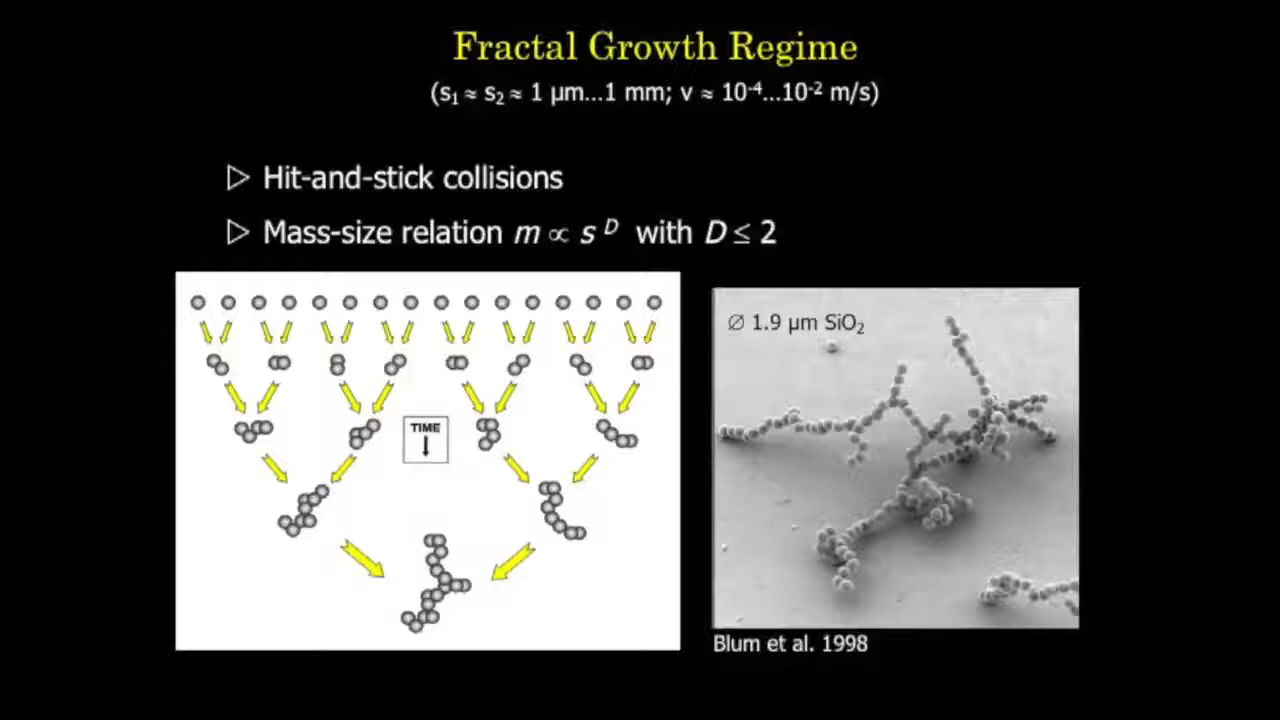 Fractal Growth Regime
(s₁ ≈ s₂ ≈ 1 µm...1 mm; v ≈ 10⁻⁴...10⁻² m/s)
▷ Hit-and-stick collisions
▷ Mass-size relation m ∝ s ᴰ with D ≤ 2
TIME
∅ 1.9 µm SiO₂
Blum et al. 1998